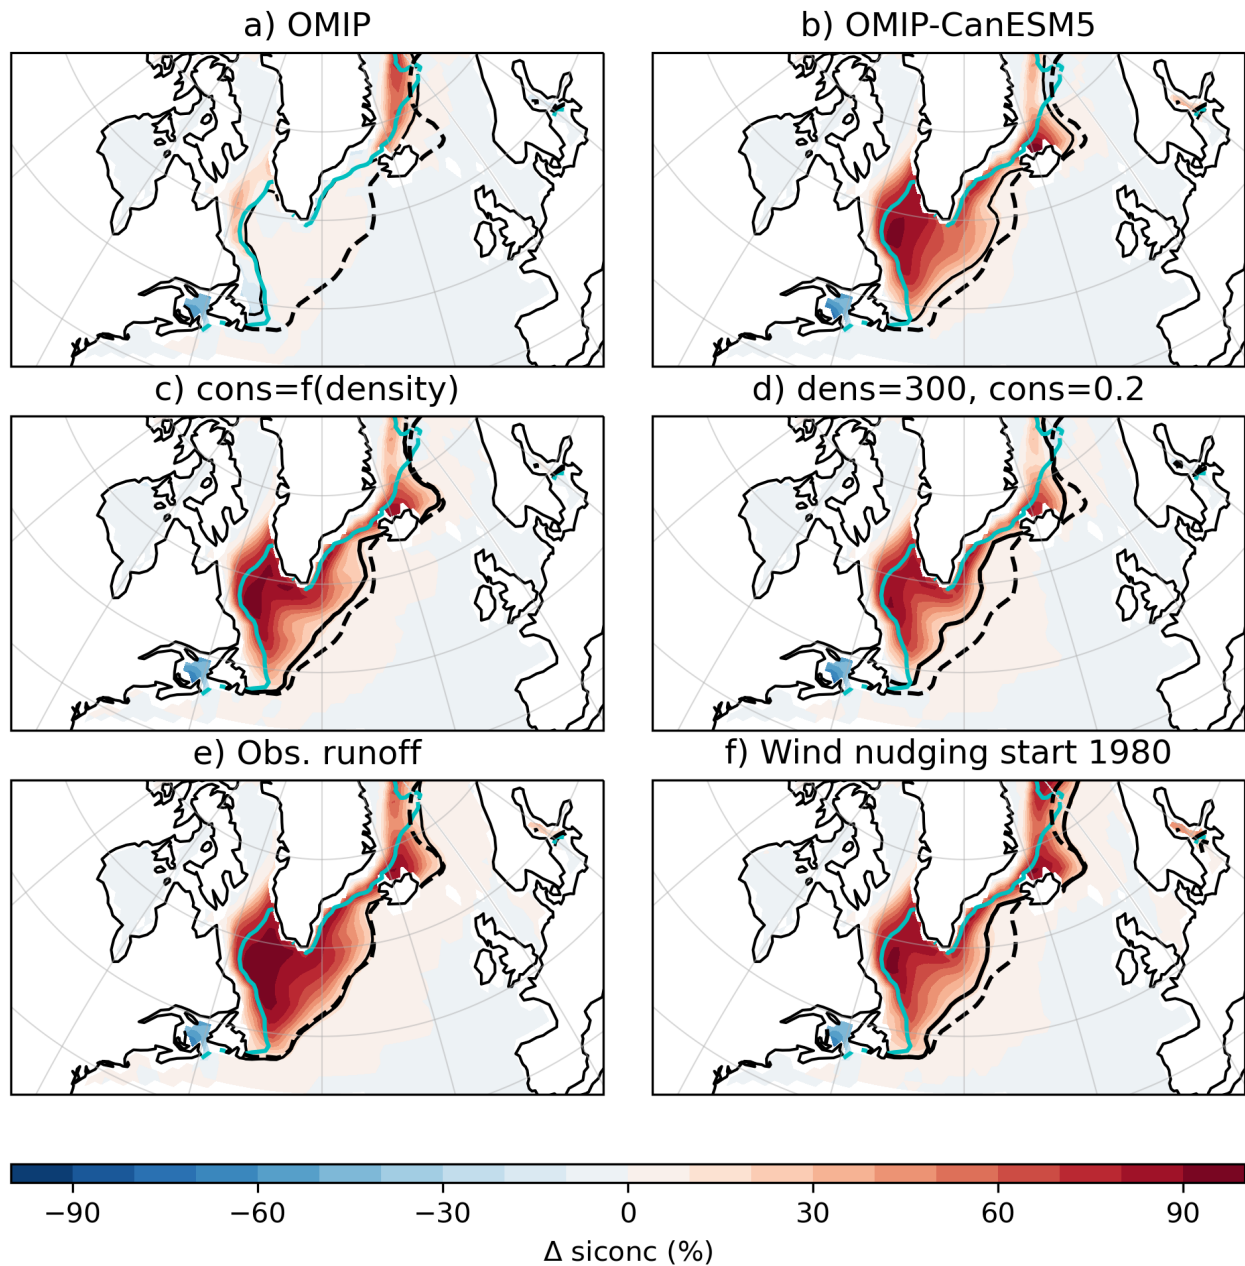 a) OMIP
b) OMIP-CanESM5
c) cons=f(density)
d) dens=300, cons=0.2
e) Obs. runoff
f) Wind nudging start 1980
−90 −60 −30 0 30 60 90
Δ siconc (%)